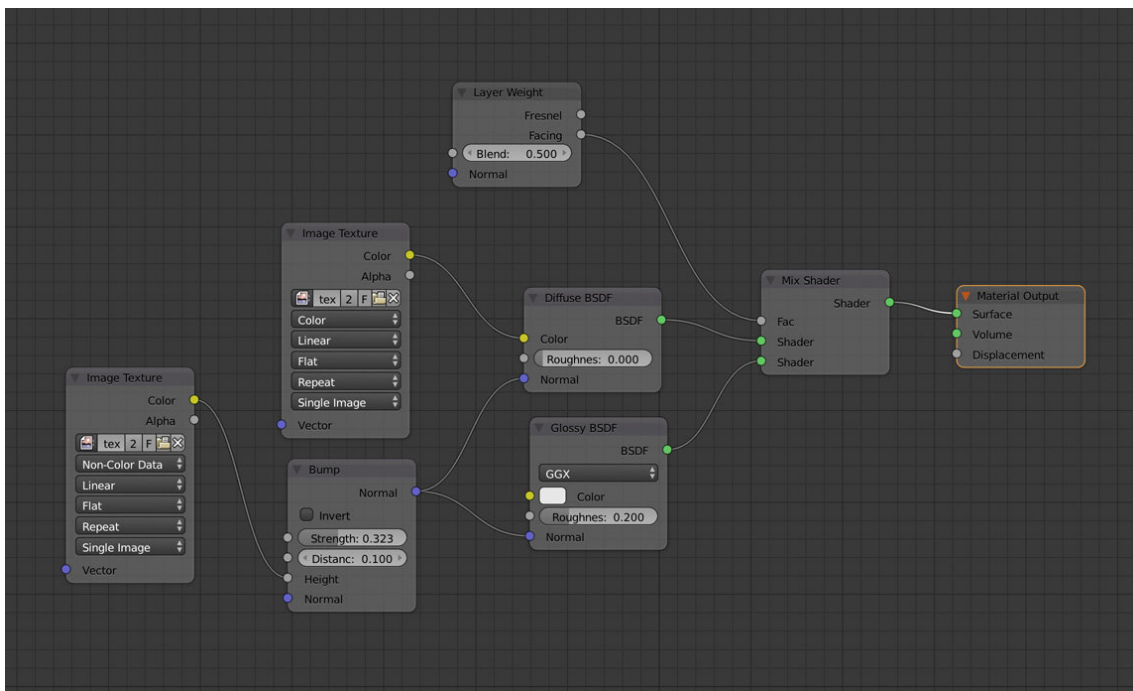 Layer Weight
Fresnel
Facing
Blend: 0.500
Normal
Image Texture
Color
Alpha
tex 2 F
Color
Linear
Flat
Repeat
Single Image
Vector
Image Texture
Color
Alpha
tex 2 F
Non-Color Data
Linear
Flat
Repeat
Single Image
Vector
Bump
Normal
Invert
Strength: 0.323
Distanc: 0.100
Height
Normal
Diffuse BSDF
BSDF
Color
Roughnes: 0.000
Normal
Glossy BSDF
BSDF
GGX
Color
Roughnes: 0.200
Normal
Mix Shader
Shader
Fac
Shader
Shader
Material Output
Surface
Volume
Displacement